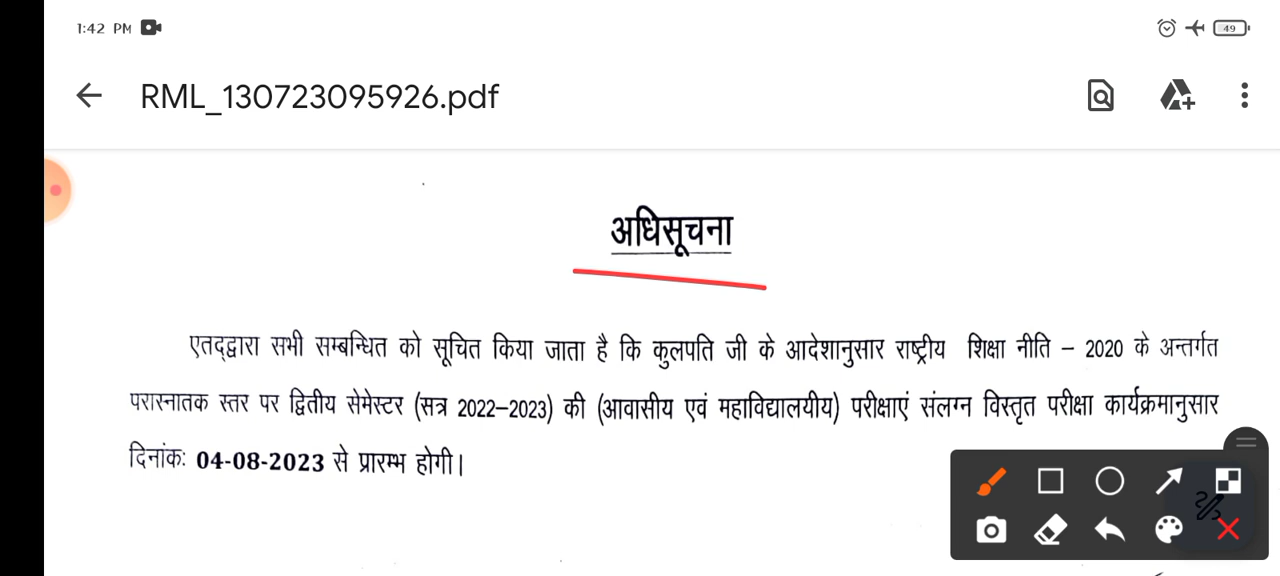 1:42 PM
49
RML_130723095926.pdf
अधिसूचना
एतद्द्वारा सभी सम्बन्धित को सूचित किया जाता है कि कुलपति जी के आदेशानुसार राष्ट्रीय शिक्षा नीति – 2020 के अन्तर्गत
परास्नातक स्तर पर द्वितीय सेमेस्टर (सत्र 2022–2023) की (आवासीय एवं महाविद्यालयीय) परीक्षाएं संलग्न विस्तृत परीक्षा कार्यक्रमानुसार
दिनांकः 04-08-2023 से प्रारम्भ होगी।